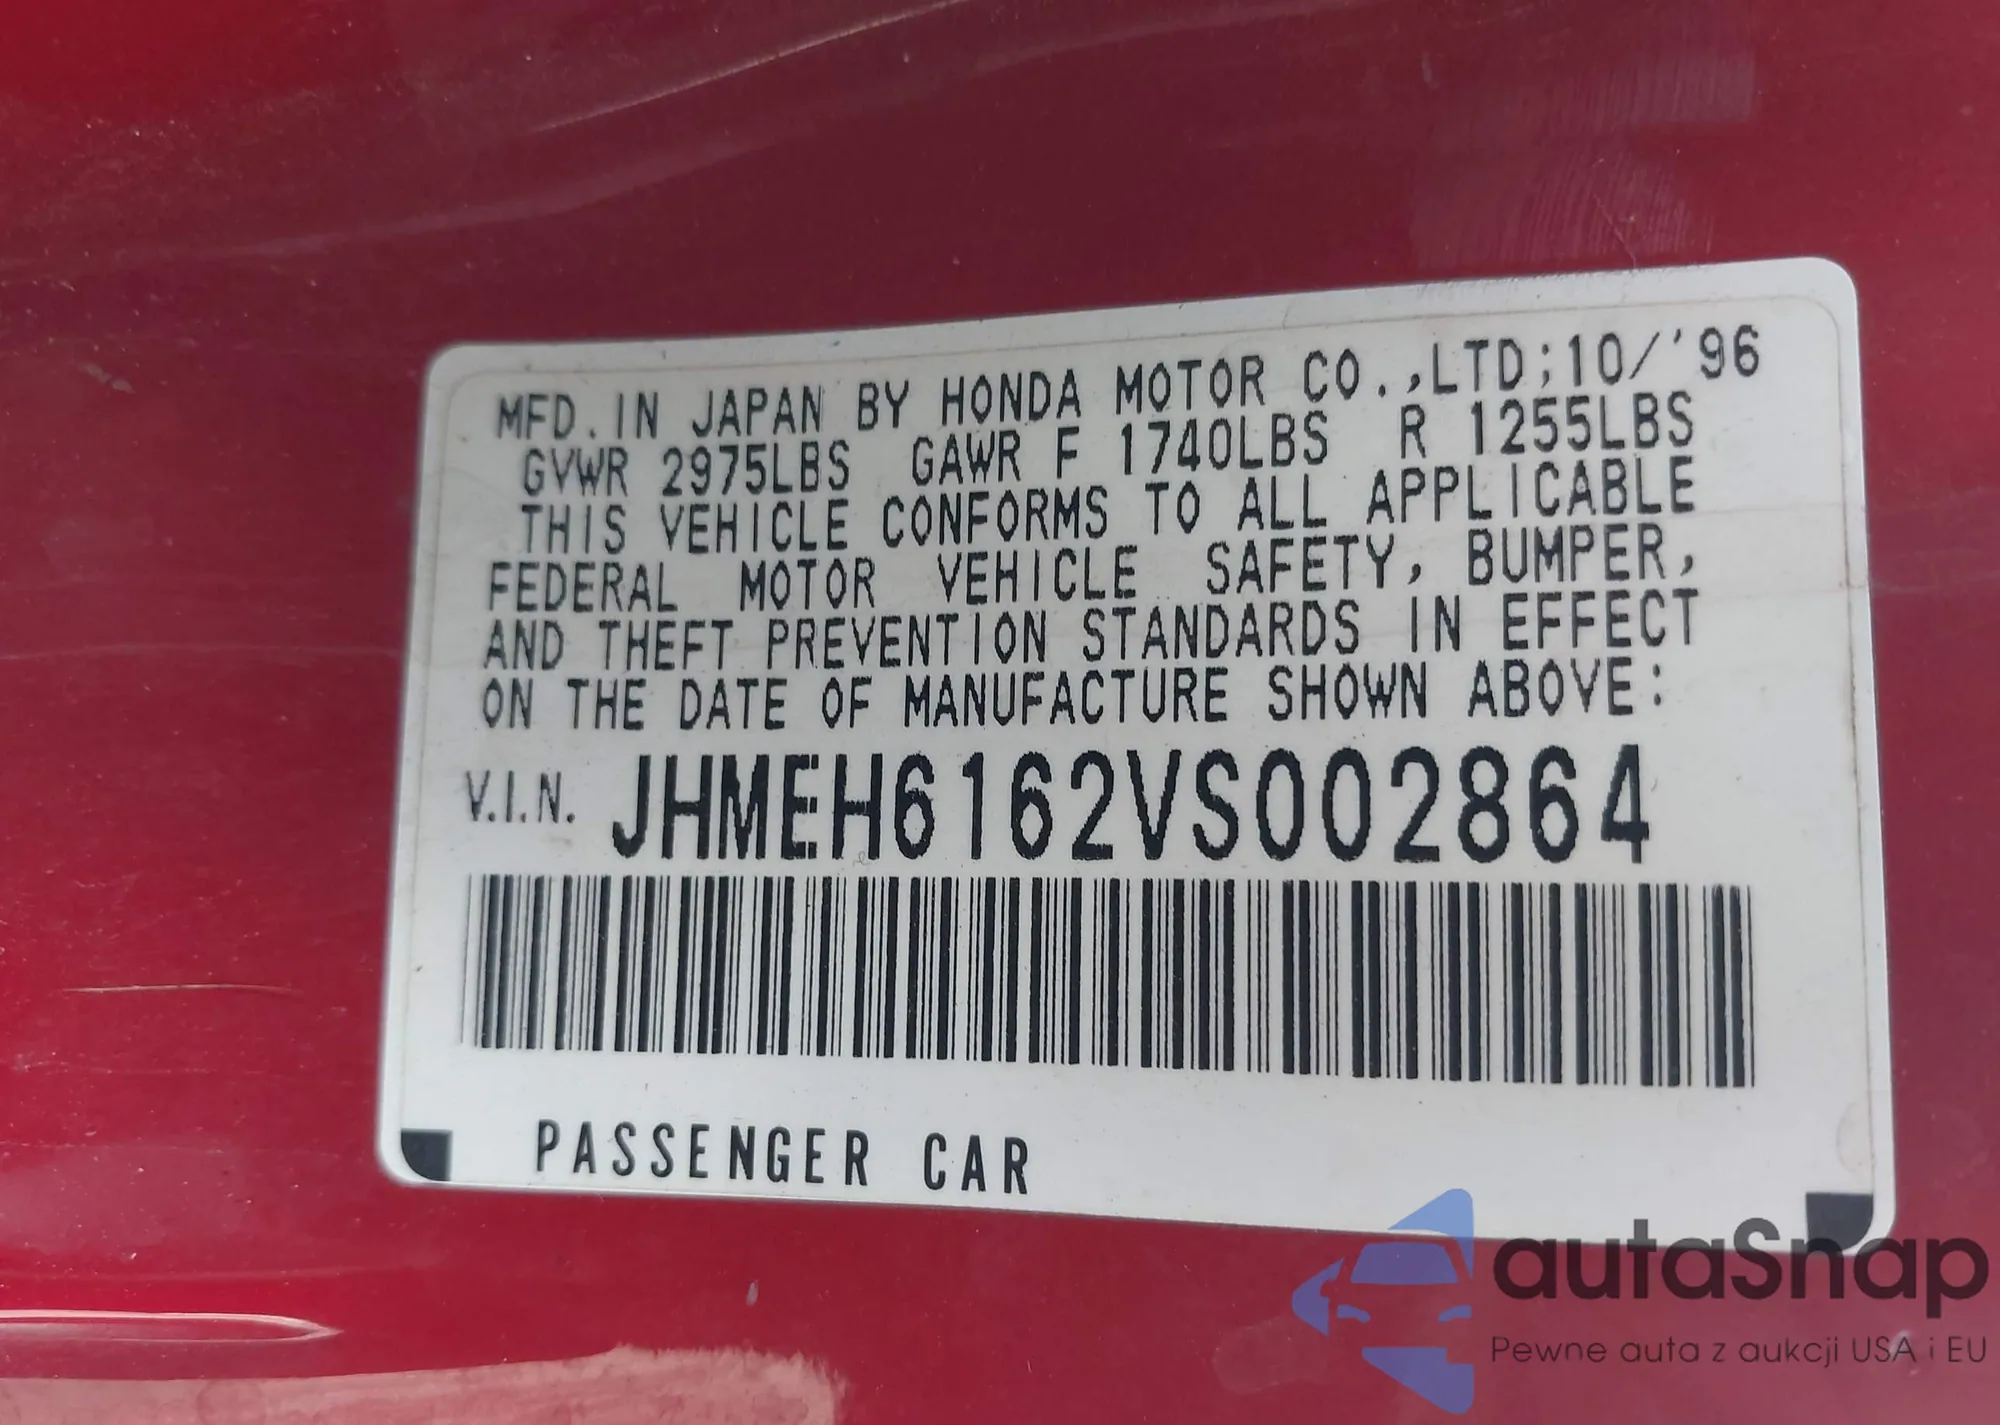 MFD. IN JAPAN BY HONDA MOTOR CO.,LTD;10/'96
GVWR 2975LBS GAWR F 1740LBS R 1255LBS
THIS VEHICLE CONFORMS TO ALL APPLICABLE
FEDERAL MOTOR VEHICLE SAFETY, BUMPER,
AND THEFT PREVENTION STANDARDS IN EFFECT
ON THE DATE OF MANUFACTURE SHOWN ABOVE:
V.I.N. JHMEH6162VS002864
PASSENGER CAR
autaSnap
Pewne auta z aukcji USA i EU